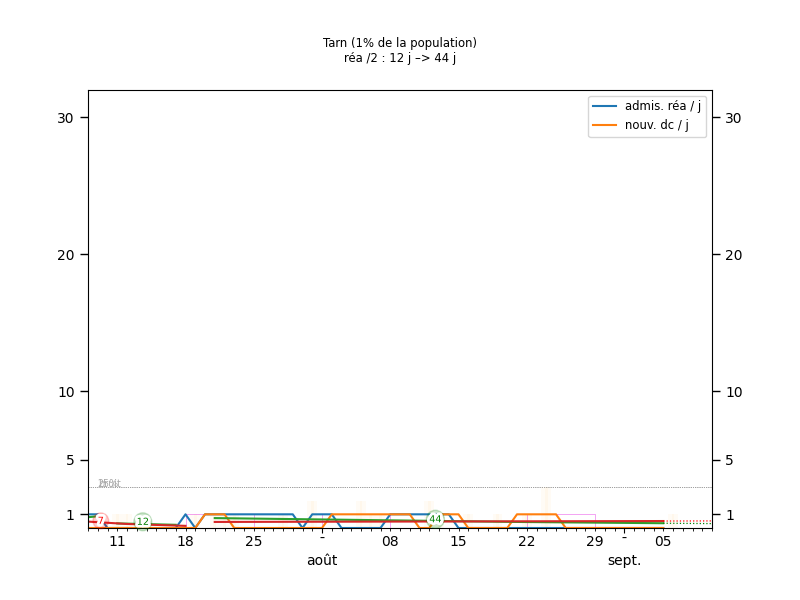 Tarn (1% de la population)
réa /2 : 12 j –> 44 j
admis. réa / j
nouv. dc / j
30 30
20 20
10 10
5 5
1 1
7 12 44
11 18 25 - 08 15 22 29 - 05
août sept.